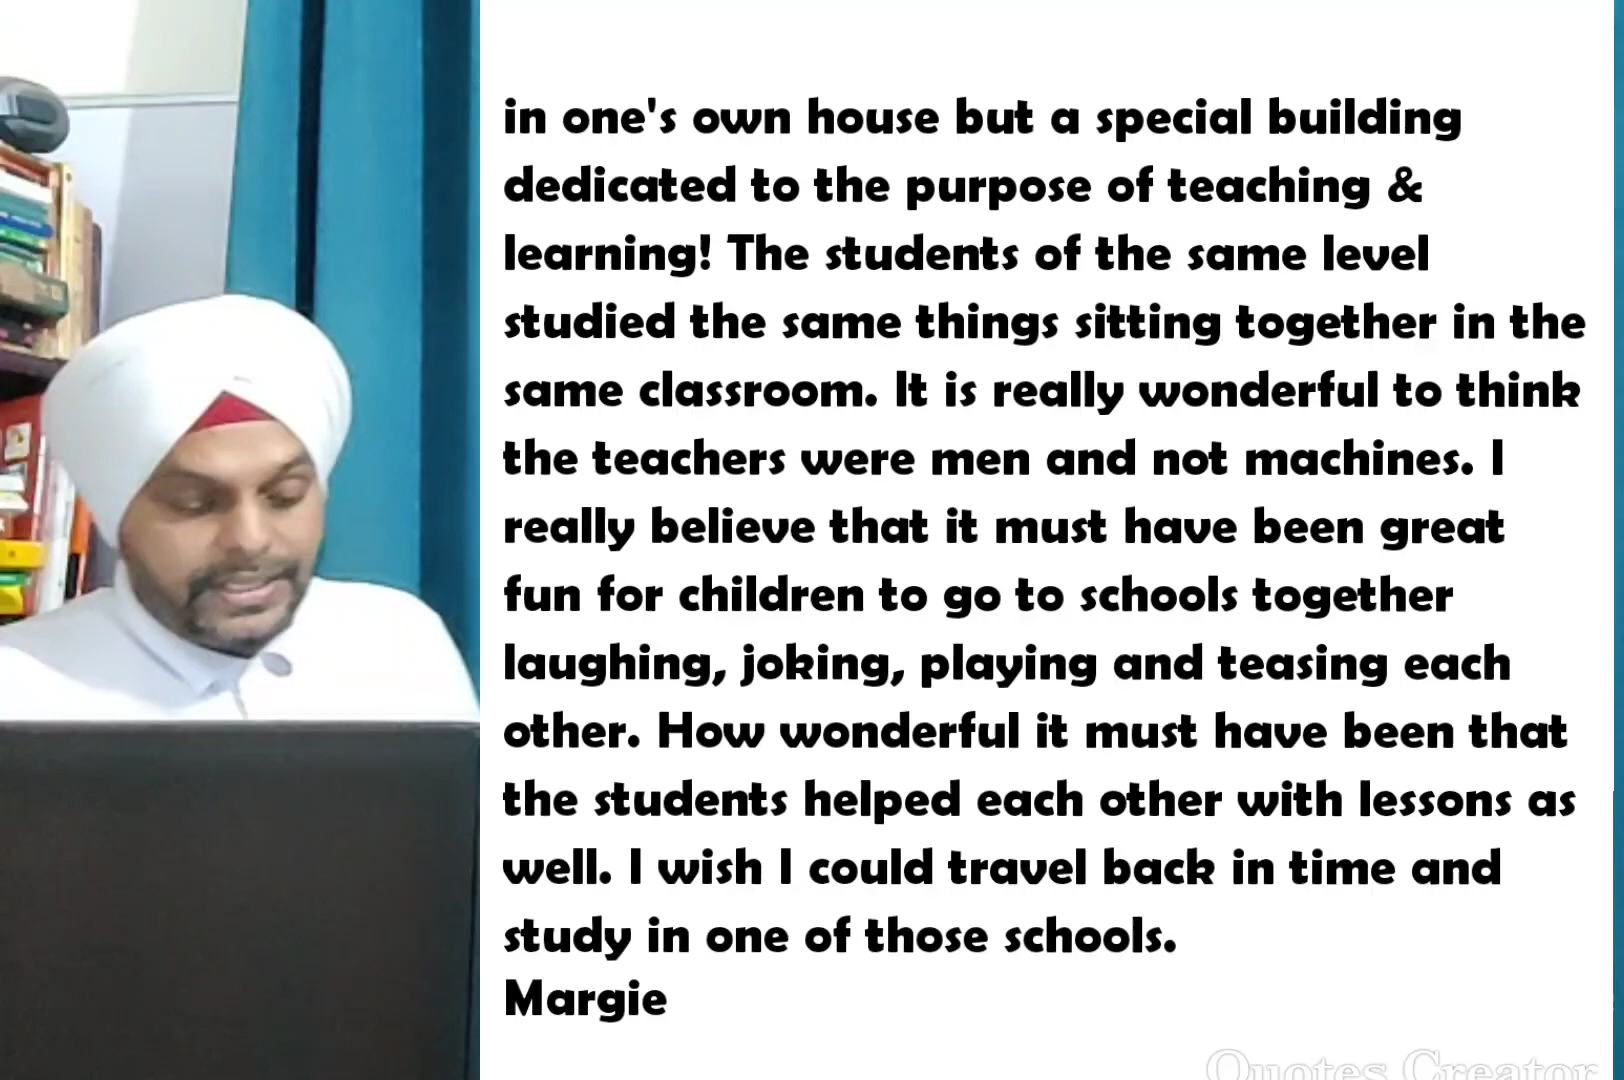 in one's own house but a special building
dedicated to the purpose of teaching &
learning! The students of the same level
studied the same things sitting together in the
same classroom. It is really wonderful to think
the teachers were men and not machines. I
really believe that it must have been great
fun for children to go to schools together
laughing, joking, playing and teasing each
other. How wonderful it must have been that
the students helped each other with lessons as
well. I wish I could travel back in time and
study in one of those schools.
Margie
Quotes Creator